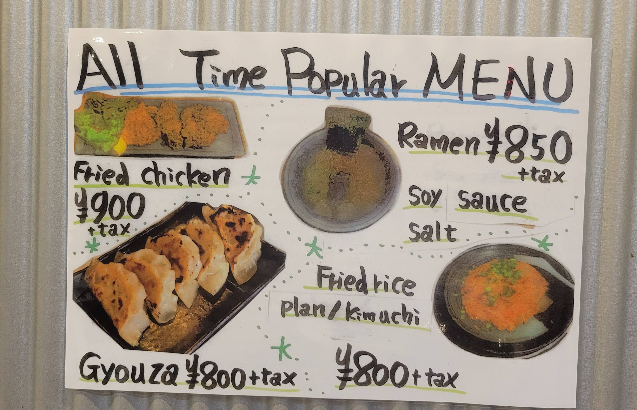 All Time Popular MENU
Fried chicken
¥900
+tax
Ramen ¥850
+tax
soy sauce
salt
Fried rice
plan/kimuchi
¥800+tax
Gyouza ¥800+tax